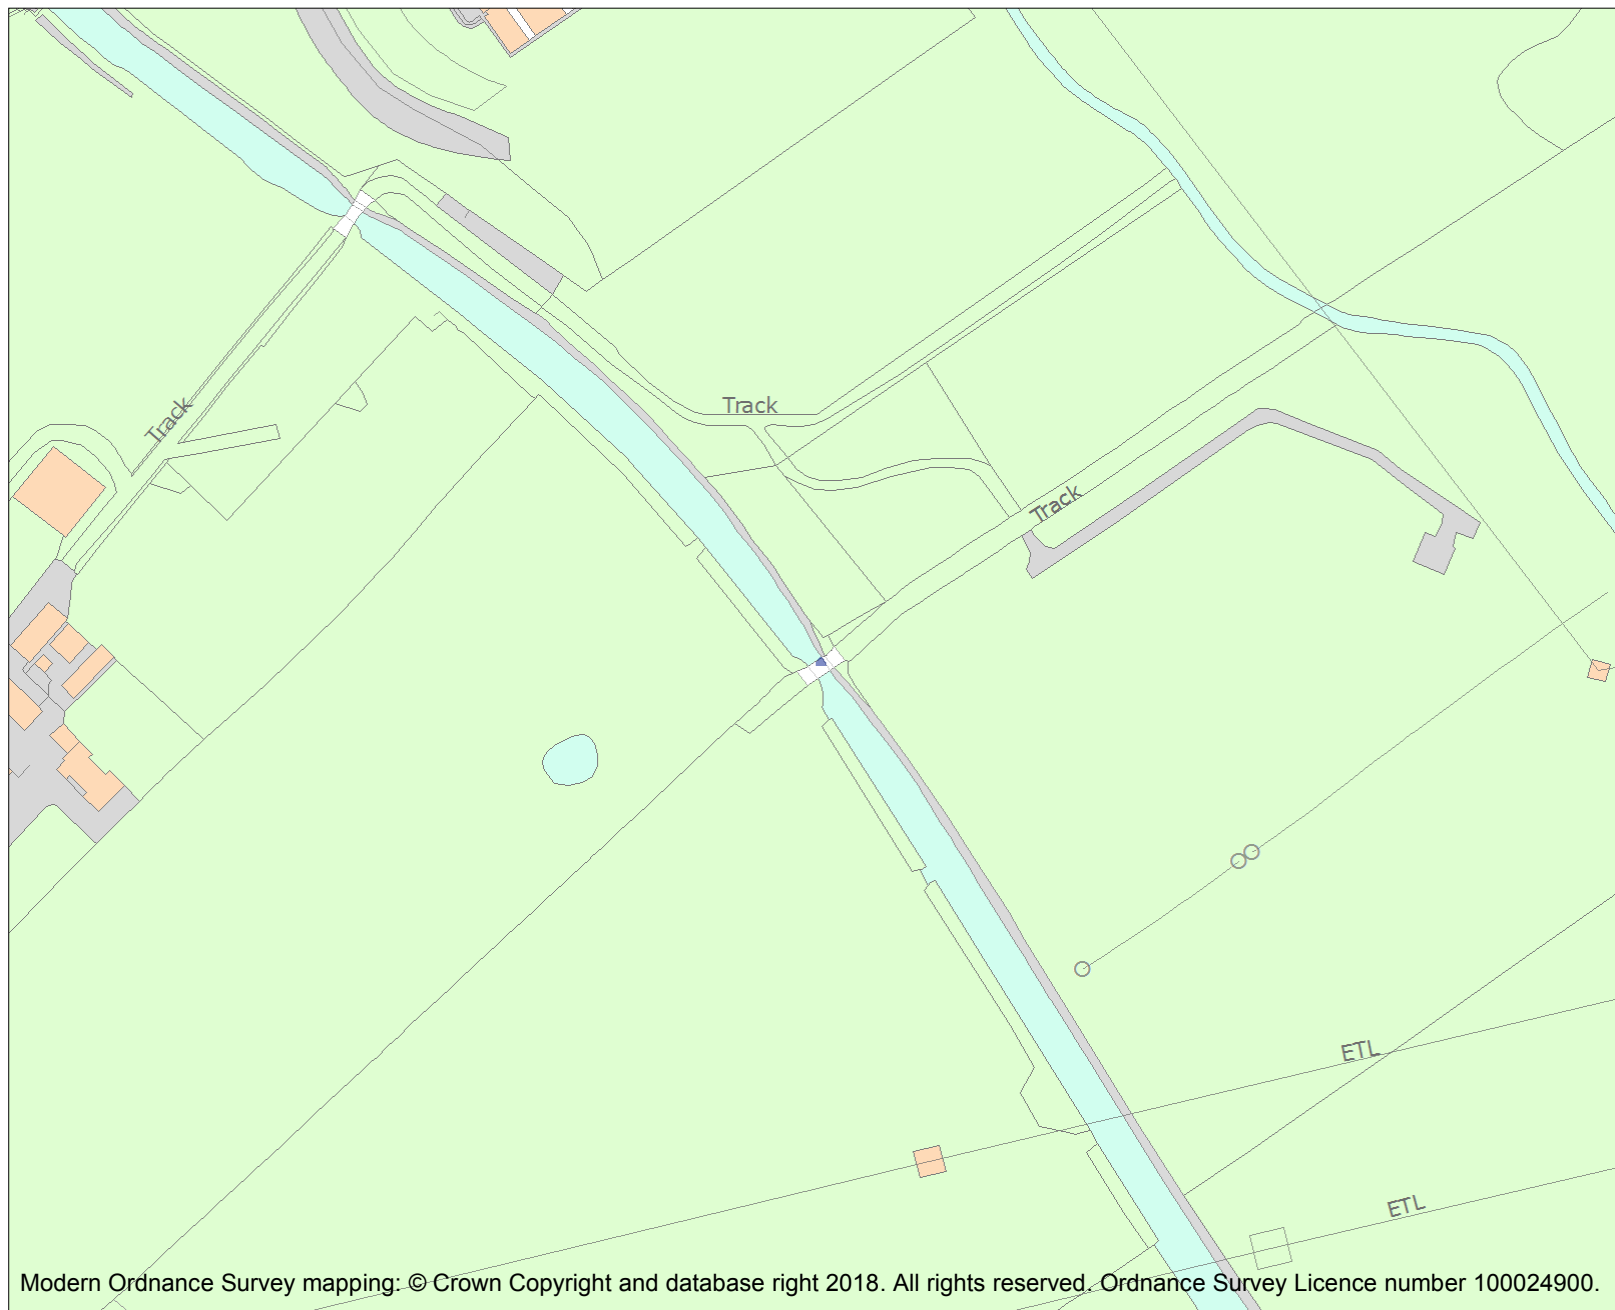 Track
Track
Track
ETL
ETL
Modern Ordnance Survey mapping: © Crown Copyright and database right 2018. All rights reserved. Ordnance Survey Licence number 100024900.